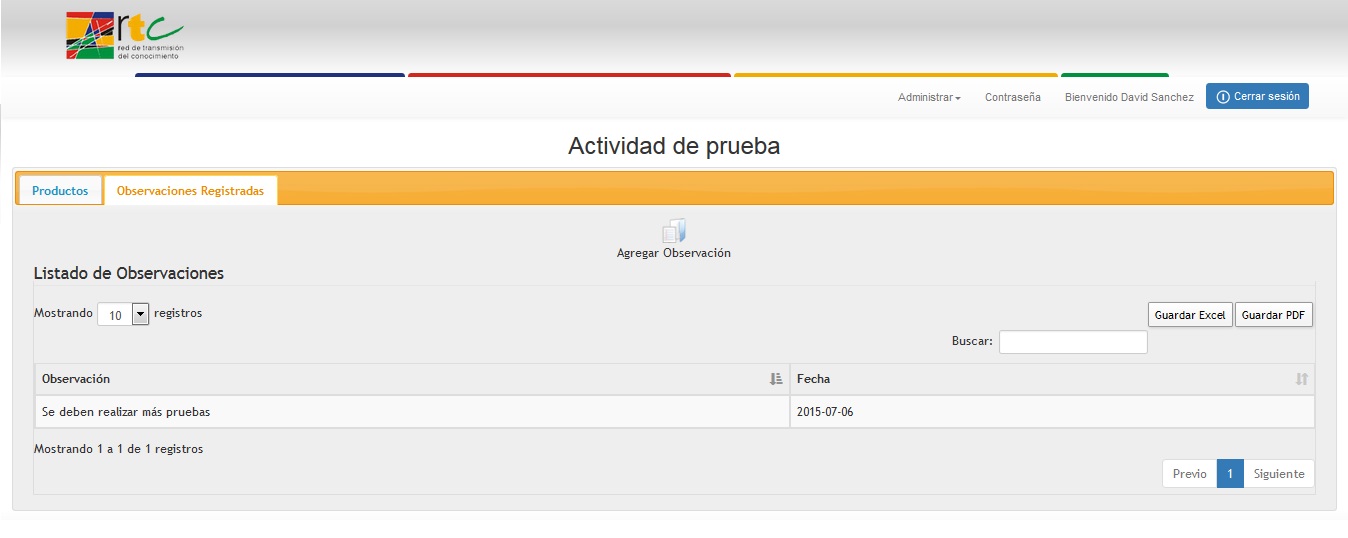 rtc
red de transmisión
del conocimiento
Administrar Contraseña Bienvenido David Sanchez Cerrar sesión
Actividad de prueba
Productos Observaciones Registradas
Agregar Observación
Listado de Observaciones
Mostrando 10 registros Guardar Excel Guardar PDF
Buscar:
Observación Fecha
Se deben realizar más pruebas 2015-07-06
Mostrando 1 a 1 de 1 registros
Previo 1 Siguiente